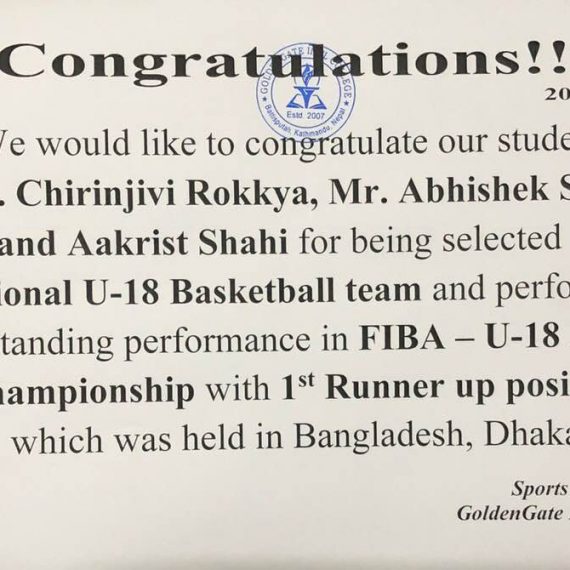 Congratulations!!
GOLDENGATE INT'L COLLEGE
Estd. 2007
Battisputali, Kathmandu, Nepal
20
We would like to congratulate our stude
. Chirinjivi Rokkya, Mr. Abhishek S
and Aakrist Shahi for being selected
ional U-18 Basketball team and perfo
tanding performance in FIBA – U-18
hampionship with 1st Runner up posi
which was held in Bangladesh, Dhaka
Sports
GoldenGate